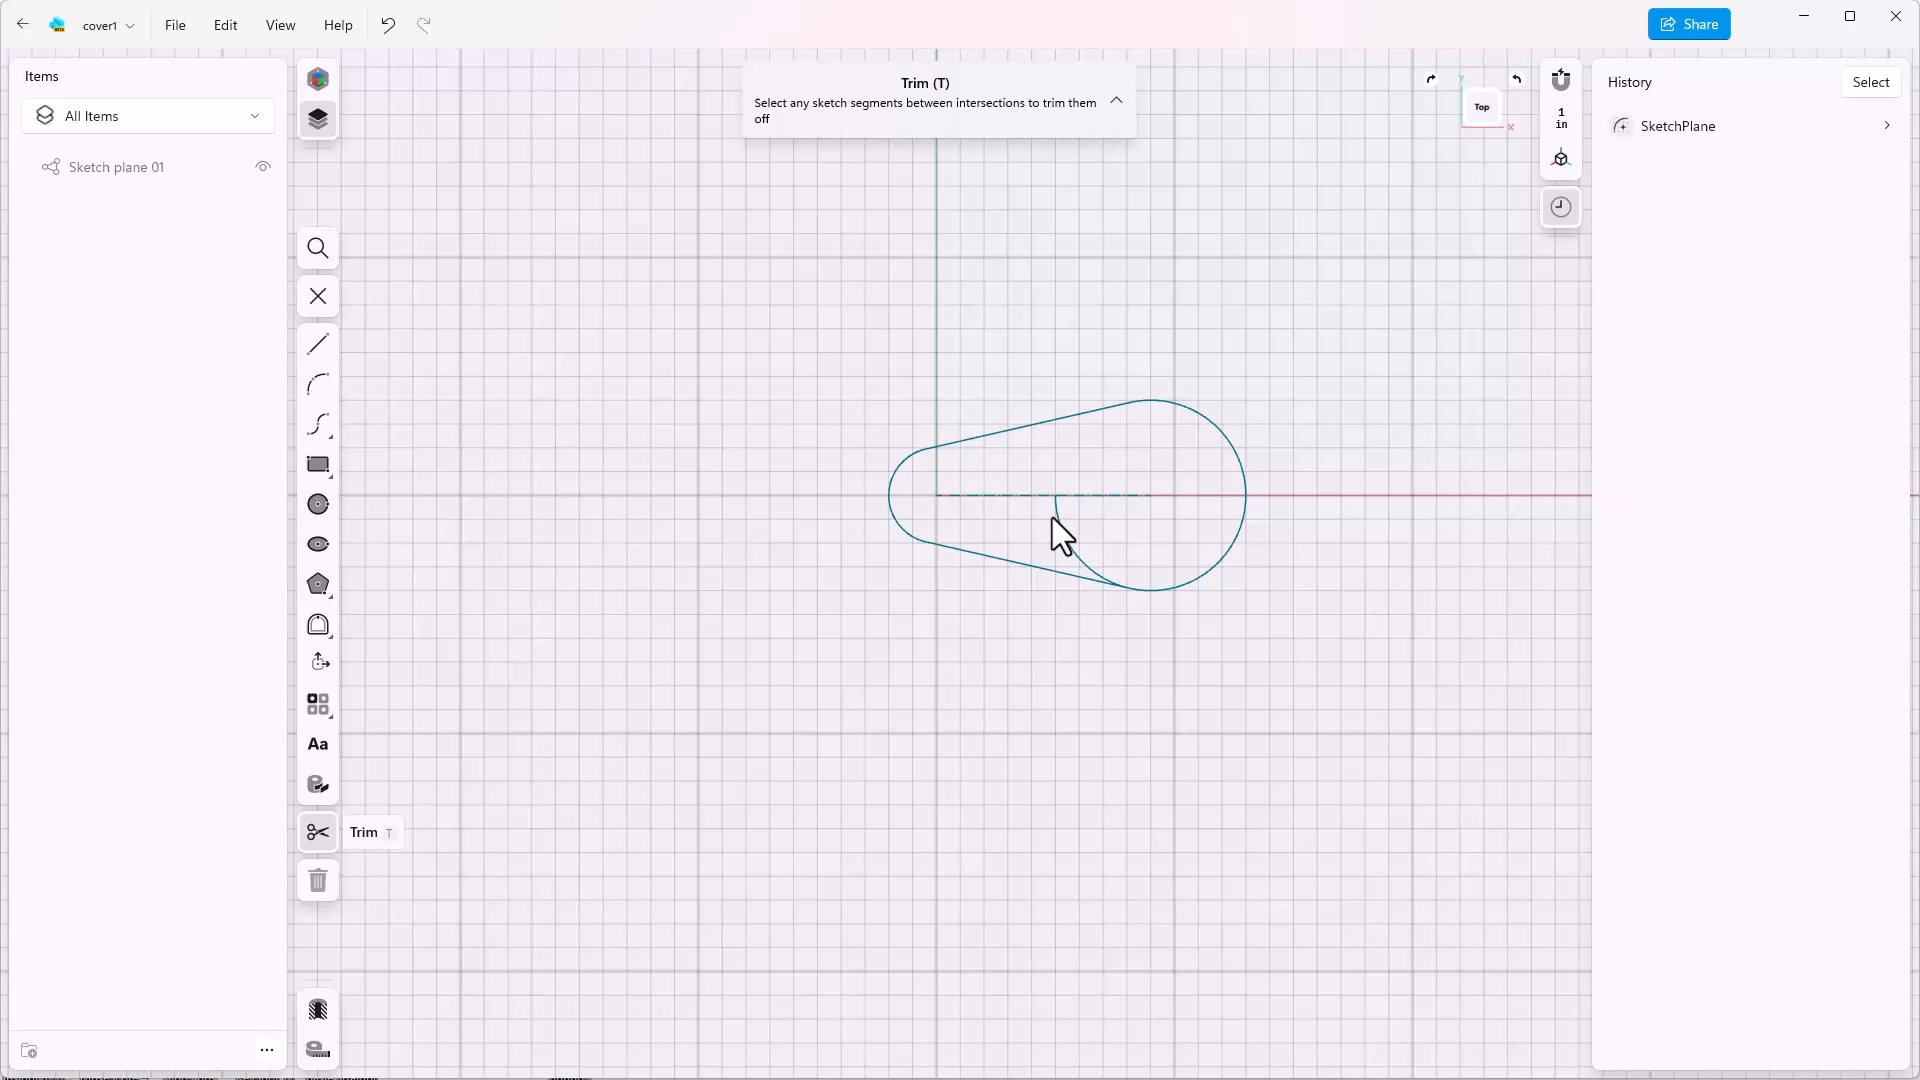 cover1
File
Edit
View
Help
Share
Items
All Items
Sketch plane 01
Trim (T)
Select any sketch segments between intersections to trim them
off
Y
Top
X
1
in
History
Select
SketchPlane
Aa
Trim T